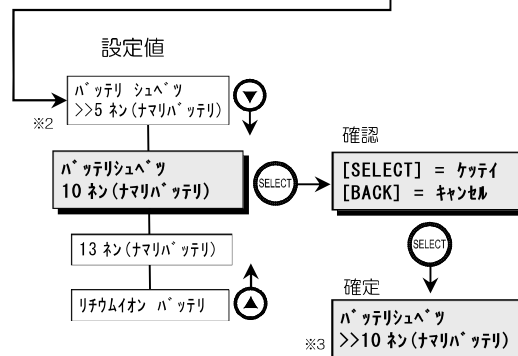 設定値
ﾊﾞｯﾃﾘ ｼｭﾍﾞﾂ
>>5 ﾈﾝ(ﾅﾏﾘﾊﾞｯﾃﾘ)
※2
ﾊﾞｯﾃﾘｼｭﾍﾞﾂ
10 ﾈﾝ(ﾅﾏﾘﾊﾞｯﾃﾘ)
SELECT
確認
[SELECT] = ｹｯﾃｲ
[BACK] = ｷｬﾝｾﾙ
13 ﾈﾝ(ﾅﾏﾘﾊﾞｯﾃﾘ)
SELECT
ﾘﾁｳﾑｲｵﾝ ﾊﾞｯﾃﾘ
確定
ﾊﾞｯﾃﾘｼｭﾍﾞﾂ
※3
>>10 ﾈﾝ(ﾅﾏﾘﾊﾞｯﾃﾘ)